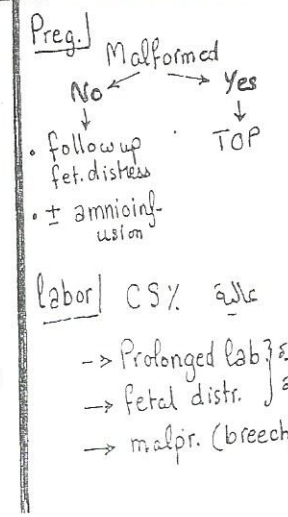 Preg.
Malformed
No Yes
• follow up TOP
fet. distress
• ± amnioinf-
usion
labor CS% عالية
-> Prolonged lab.
-> fetal distr.
-> malpr. (breech